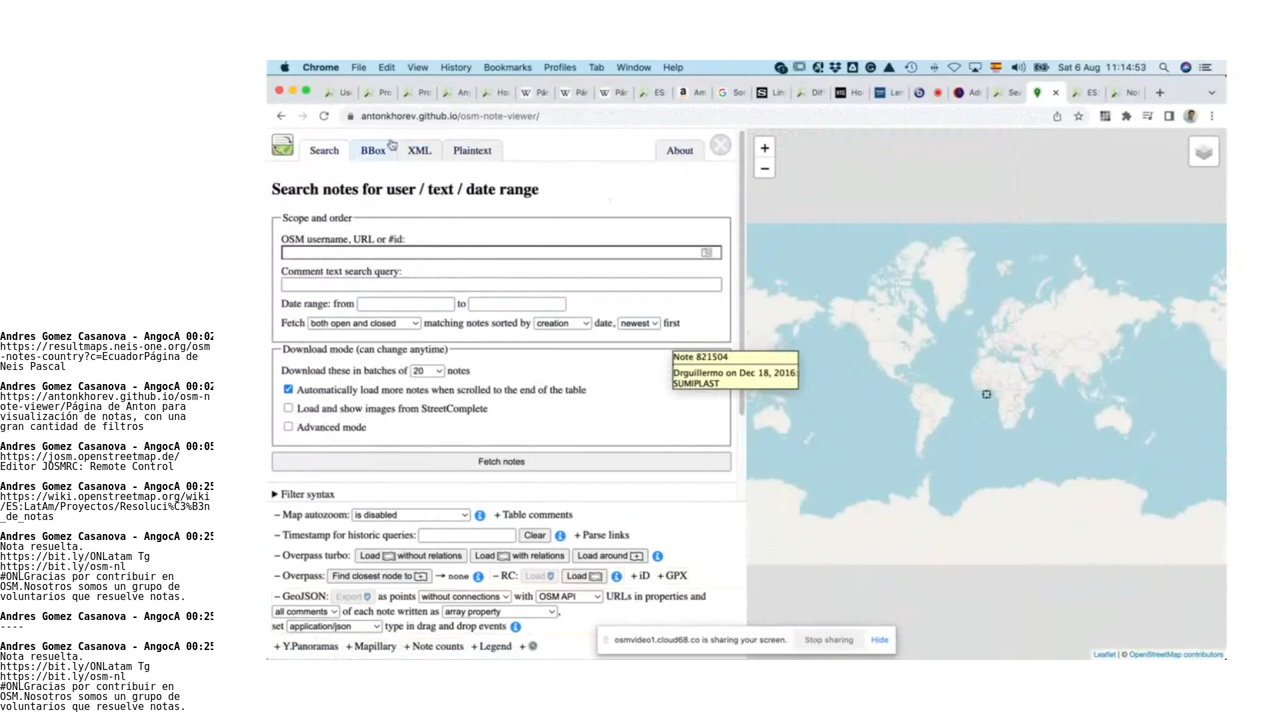 Andres Gomez Casanova - AngocA 00:02
https://resultmaps.neis-one.org/osm
-notes-country?c=EcuadorPágina de
Neis Pascal
Andres Gomez Casanova - AngocA 00:02
https://antonkhorev.github.io/osm-n
ote-viewer/Página de Anton para
visualización de notas, con una
gran cantidad de filtros
Andres Gomez Casanova - AngocA 00:05
https://josm.openstreetmap.de/
Editor JOSMRC: Remote Control
Andres Gomez Casanova - AngocA 00:25
https://wiki.openstreetmap.org/wiki
/ES:LatAm/Proyectos/Resoluci%C3%B3n
_de_notas
Andres Gomez Casanova - AngocA 00:25
Nota resuelta.
https://bit.ly/ONLatam Tg
https://bit.ly/osm-nl
#ONLGracias por contribuir en
OSM.Nosotros somos un grupo de
voluntarios que resuelve notas.
Andres Gomez Casanova - AngocA 00:25
----
Andres Gomez Casanova - AngocA 00:25
Nota resuelta.
https://bit.ly/ONLatam Tg
https://bit.ly/osm-nl
#ONLGracias por contribuir en
OSM.Nosotros somos un grupo de
voluntarios que resuelve notas.
Chrome File Edit View History Bookmarks Profiles Tab Window Help Sat 6 Aug 11:14:53
antonkhorev.github.io/osm-note-viewer/
Search BBox XML Plaintext About
Search notes for user / text / date range
Scope and order
OSM username, URL or #id:
Comment text search query:
Date range: from to
Fetch both open and closed matching notes sorted by creation date, newest first
Download mode (can change anytime)
Download these in batches of 20 notes
Automatically load more notes when scrolled to the end of the table
Load and show images from StreetComplete
Advanced mode
Fetch notes
Filter syntax
− Map autozoom: is disabled + Table comments
− Timestamp for historic queries: Clear + Parse links
− Overpass turbo: Load without relations Load with relations Load around
− Overpass: Find closest node to → none − RC: Load Load + iD + GPX
− GeoJSON: Export as points without connections with OSM API URLs in properties and
all comments of each note written as array property ,
set application/json type in drag and drop events
+ Y.Panoramas + Mapillary + Note counts + Legend +
Note 821504
Drguillermo on Dec 18, 2016:
SUMIPLAST
+
−
osmvideo1.cloud68.co is sharing your screen. Stop sharing Hide
Leaflet | © OpenStreetMap contributors